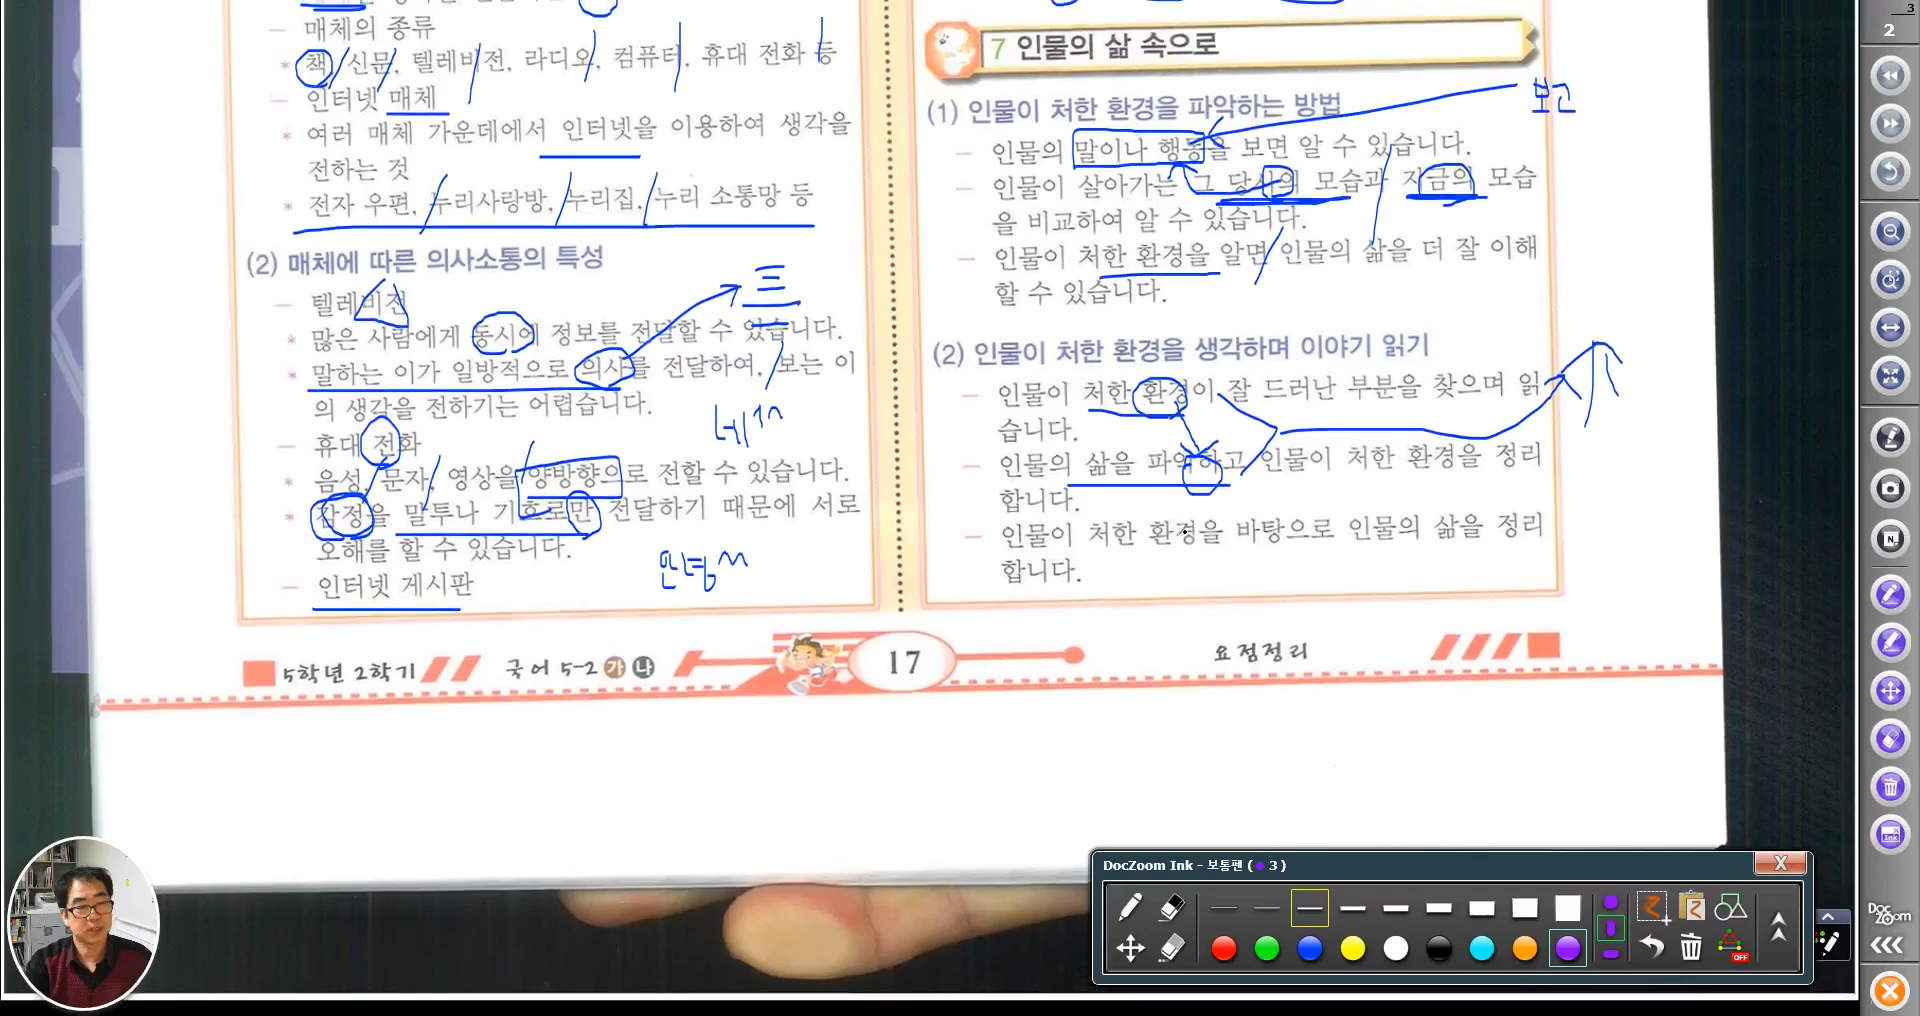 - 매체의 종류
* 책, 신문, 텔레비전, 라디오, 컴퓨터, 휴대 전화 등
- 인터넷 매체
* 여러 매체 가운데에서 인터넷을 이용하여 생각을
전하는 것
* 전자 우편, 누리사랑방, 누리집, 누리 소통망 등
(2) 매체에 따른 의사소통의 특성
- 텔레비전
* 많은 사람에게 동시에 정보를 전달할 수 있습니다.
* 말하는 이가 일방적으로 의사를 전달하여, 보는 이
의 생각을 전하기는 어렵습니다.
- 휴대 전화
* 음성, 문자, 영상을 양방향으로 전할 수 있습니다.
* 감정을 말투나 기호로만 전달하기 때문에 서로
오해를 할 수 있습니다.
- 인터넷 게시판
네
안녕
7 인물의 삶 속으로
(1) 인물이 처한 환경을 파악하는 방법
보고
- 인물의 말이나 행동을 보면 알 수 있습니다.
- 인물이 살아가는 그 당시의 모습과 지금의 모습
을 비교하여 알 수 있습니다.
- 인물이 처한 환경을 알면 인물의 삶을 더 잘 이해
할 수 있습니다.
(2) 인물이 처한 환경을 생각하며 이야기 읽기
- 인물이 처한 환경이 잘 드러난 부분을 찾으며 읽
습니다.
- 인물의 삶을 파악하고 인물이 처한 환경을 정리
합니다.
- 인물이 처한 환경을 바탕으로 인물의 삶을 정리
합니다.
5학년 2학기 국어 5-2 가 나
17
요점정리
DocZoom Ink - 보통펜 ( 3 )
X
OFF
3
2
N
Ink
Doc
Zoom